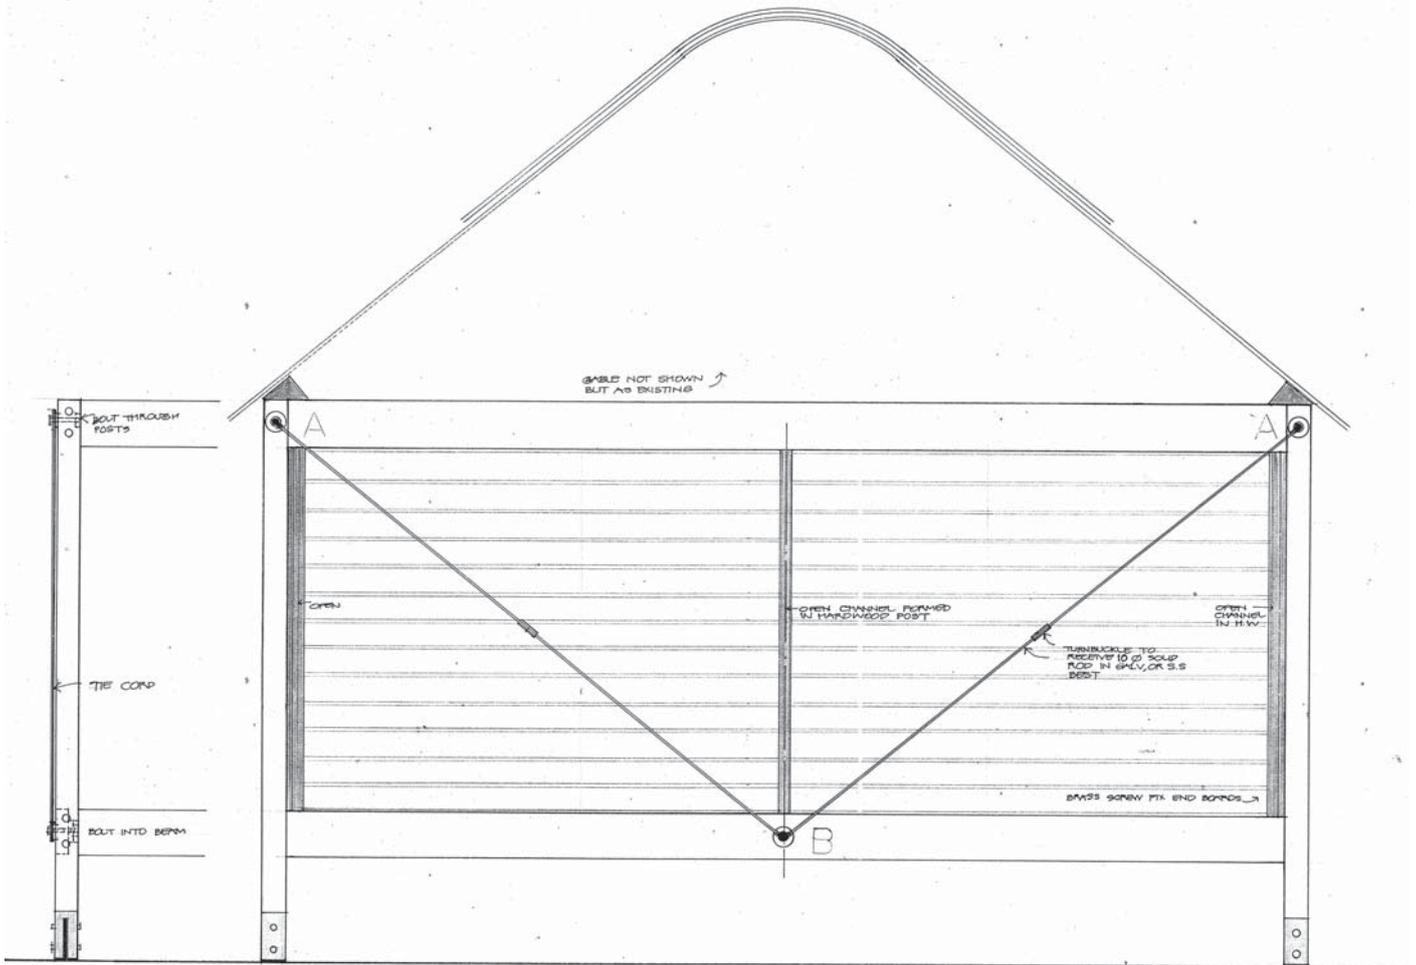 GABLE NOT SHOWN
BUT AS EXISTING
BOLT THROUGH
POSTS
A
A
OPEN
OPEN CHANNEL FORMED
IN HARDWOOD POST
OPEN
CHANNEL
IN H.W
TURNBUCKLE TO
RECEIVE 10 Ø SOLID
ROD IN GALV, OR S.S
BEST
TIE CORD
BRASS SCREW FIX END BOARDS
BOLT INTO BEAM
B